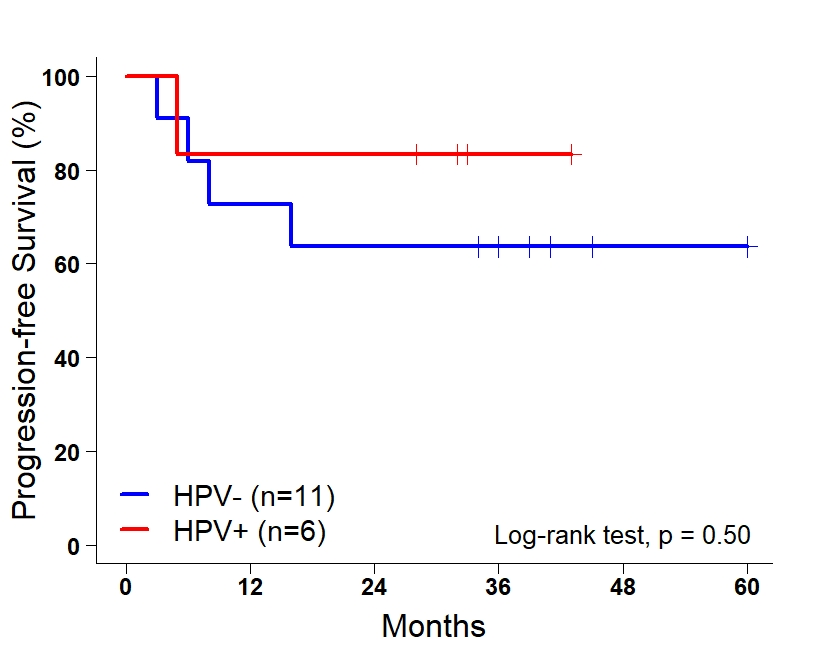 Progression-free Survival (%)
100
80
60
40
20
0
HPV- (n=11)
HPV+ (n=6)
Log-rank test, p = 0.50
0 12 24 36 48 60
Months